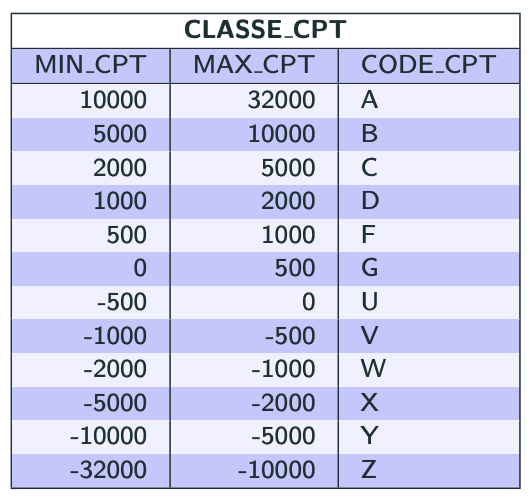 CLASSE_CPT
MIN_CPT MAX_CPT CODE_CPT
10000 32000 A
5000 10000 B
2000 5000 C
1000 2000 D
500 1000 F
0 500 G
-500 0 U
-1000 -500 V
-2000 -1000 W
-5000 -2000 X
-10000 -5000 Y
-32000 -10000 Z